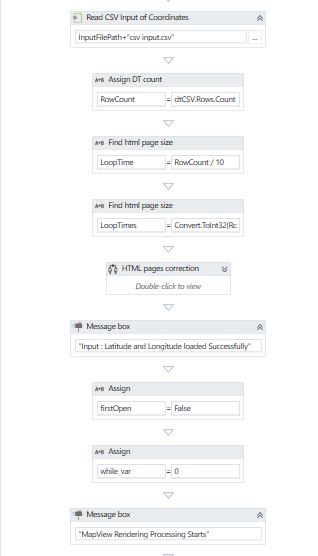 Read CSV Input of Coordinates
InputFilePath+"csv input.csv"
...
A*B Assign DT count
RowCount = dtCSV.Rows.Count
A*B Find html page size
LoopTime = RowCount / 10
A*B Find html page size
LoopTimes = Convert.ToInt32(Rc
HTML pages correction
Double-click to view
Message box
"Input : Latitude and Longitude loaded Successfully"
A*B Assign
firstOpen = False
A*B Assign
while_var = 0
Message box
"MapView Rendering Processing Starts"